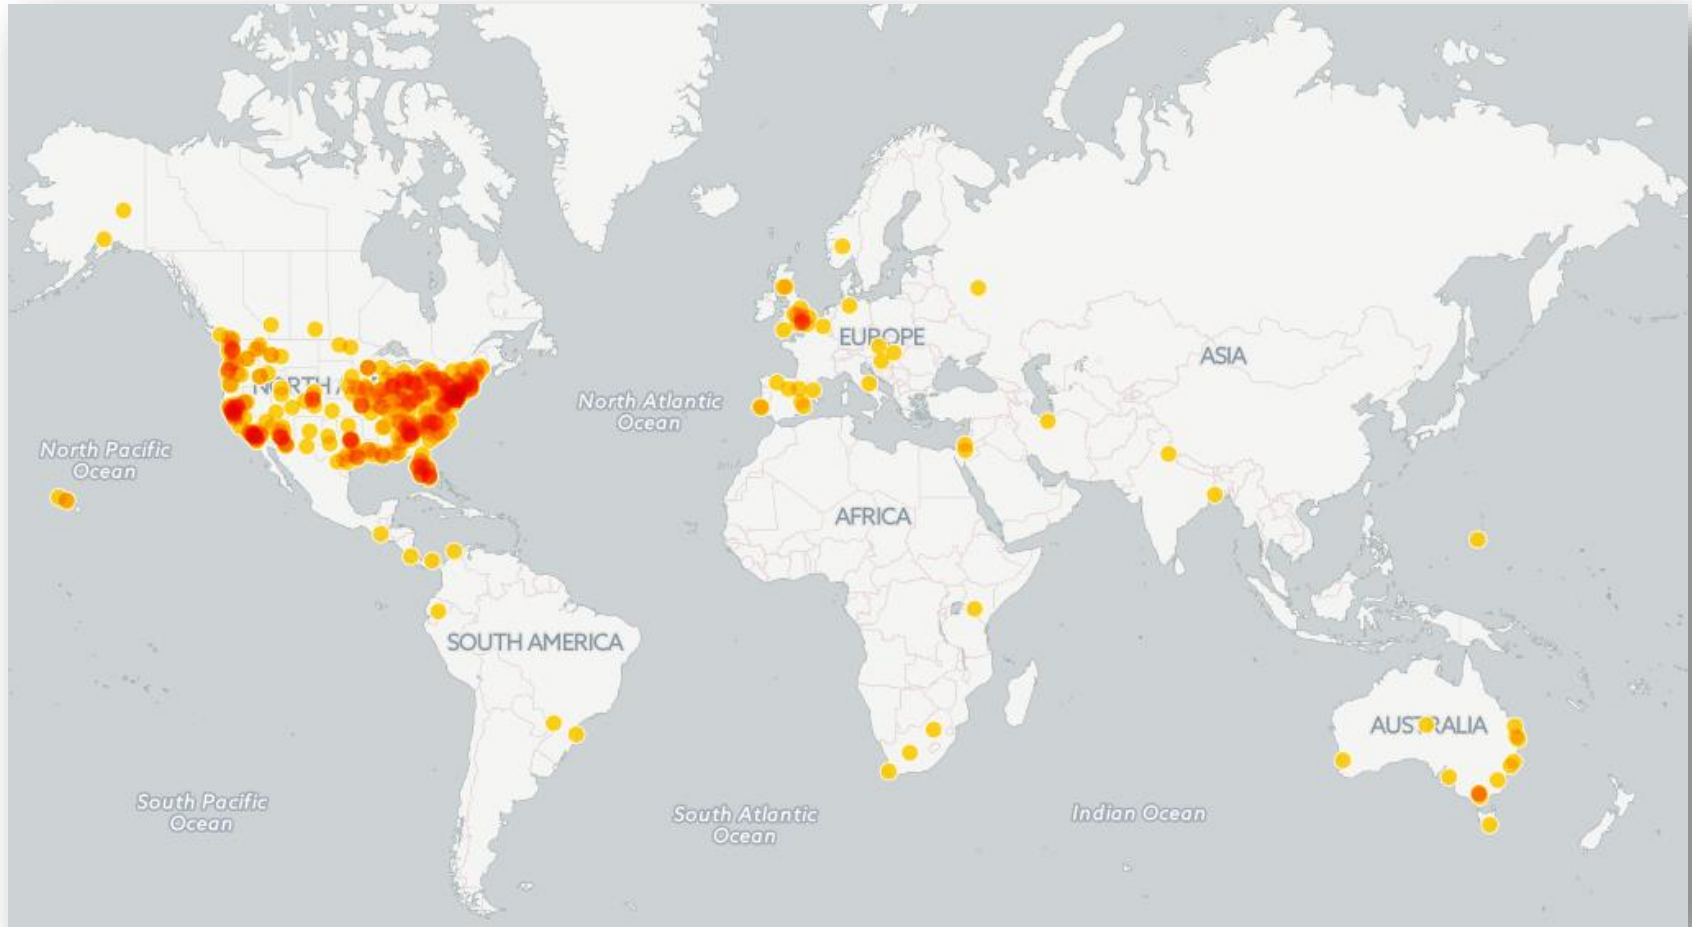 EUROPE
ASIA
NORTH A
North Atlantic
Ocean
North Pacific
Ocean
AFRICA
SOUTH AMERICA
AUSTRALIA
South Pacific
Ocean
South Atlantic
Ocean
Indian Ocean